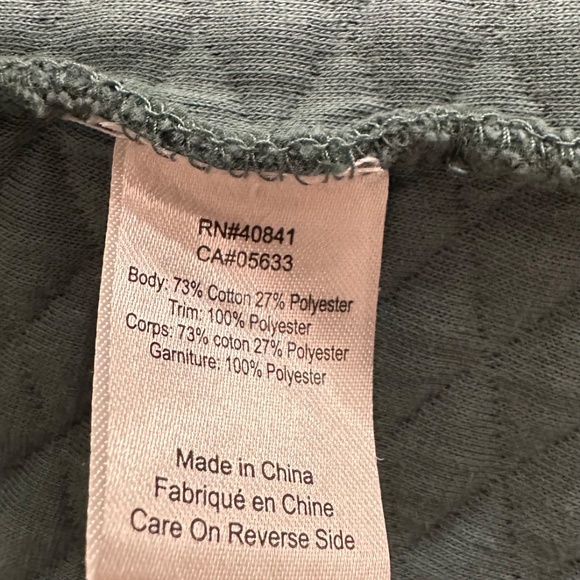 RN#40841
CA#05633
Body: 73% Cotton 27% Polyester
Trim: 100% Polyester
Corps: 73% coton 27% Polyester
Garniture: 100% Polyester
Made in China
Fabriqué en Chine
Care On Reverse Side